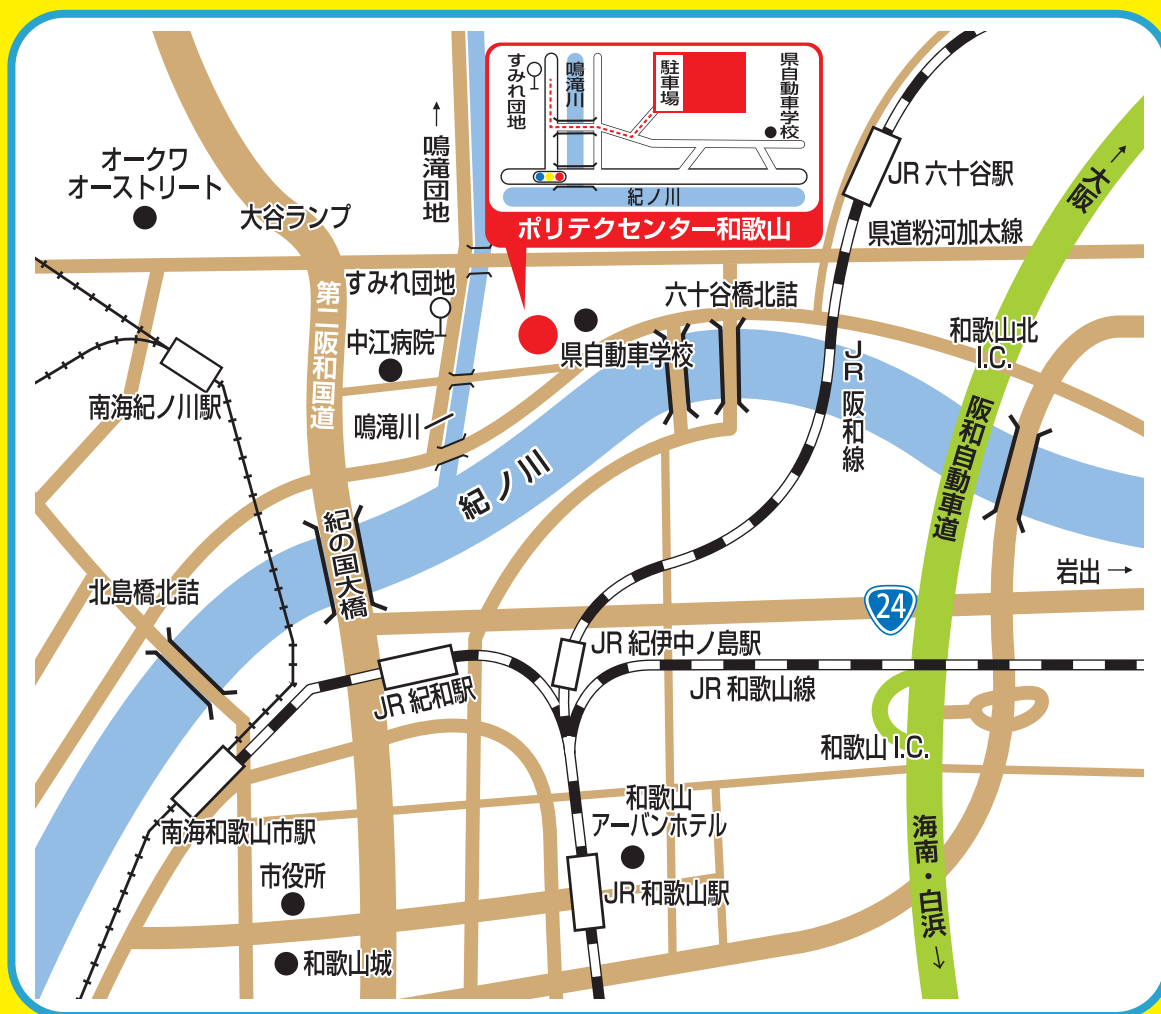 すみれ団地
鳴滝川
駐車場
県自動車学校
紀ノ川
ポリテクセンター和歌山
オークワ
オーストリート
大谷ランプ
↑
鳴滝団地
JR 六十谷駅
県道粉河加太線
大阪
↑
すみれ団地
第二阪和国道
中江病院
県自動車学校
六十谷橋北詰
和歌山北
I.C.
JR 阪和線
南海紀ノ川駅
鳴滝川
紀ノ川
阪和自動車道
紀の国大橋
北島橋北詰
岩出 →
24
JR 紀伊中ノ島駅
JR 紀和駅
JR 和歌山線
和歌山 I.C.
和歌山
アーバンホテル
南海和歌山市駅
市役所
JR 和歌山駅
海南・白浜
↓
和歌山城